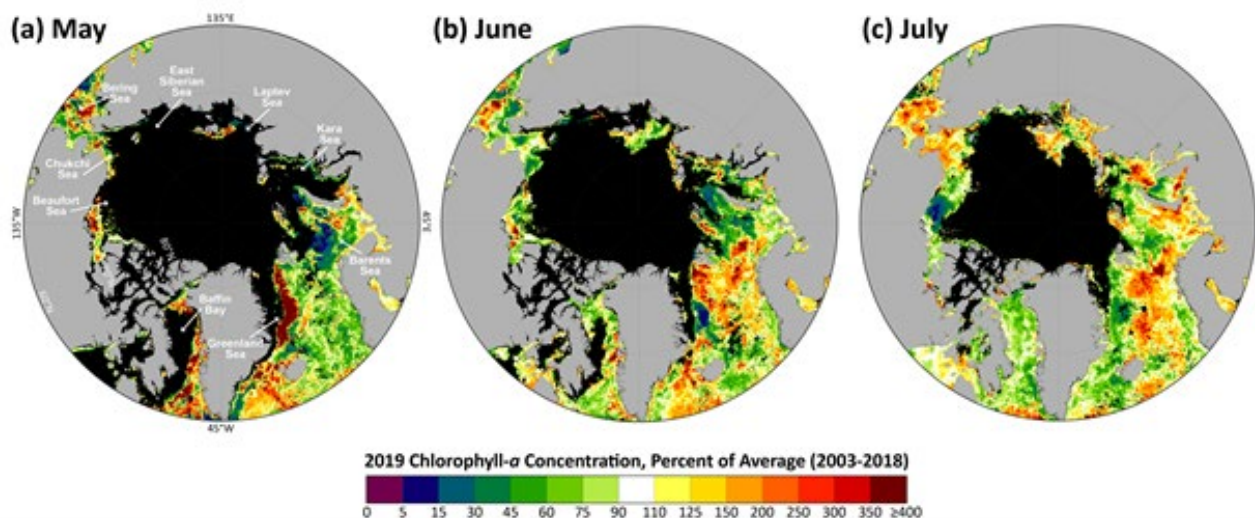 (a) May
(b) June
(c) July
135°E
East
Siberian
Sea
Laptev
Sea
Bering
Sea
Kara
Sea
Chukchi
Sea
Beaufort
Sea
135°W
45°E
Barents
Sea
Baffin
Bay
Greenland
Sea
45°W
2019 Chlorophyll-a Concentration, Percent of Average (2003-2018)
0 5 15 30 45 60 75 90 110 125 150 200 250 300 350 ≥400